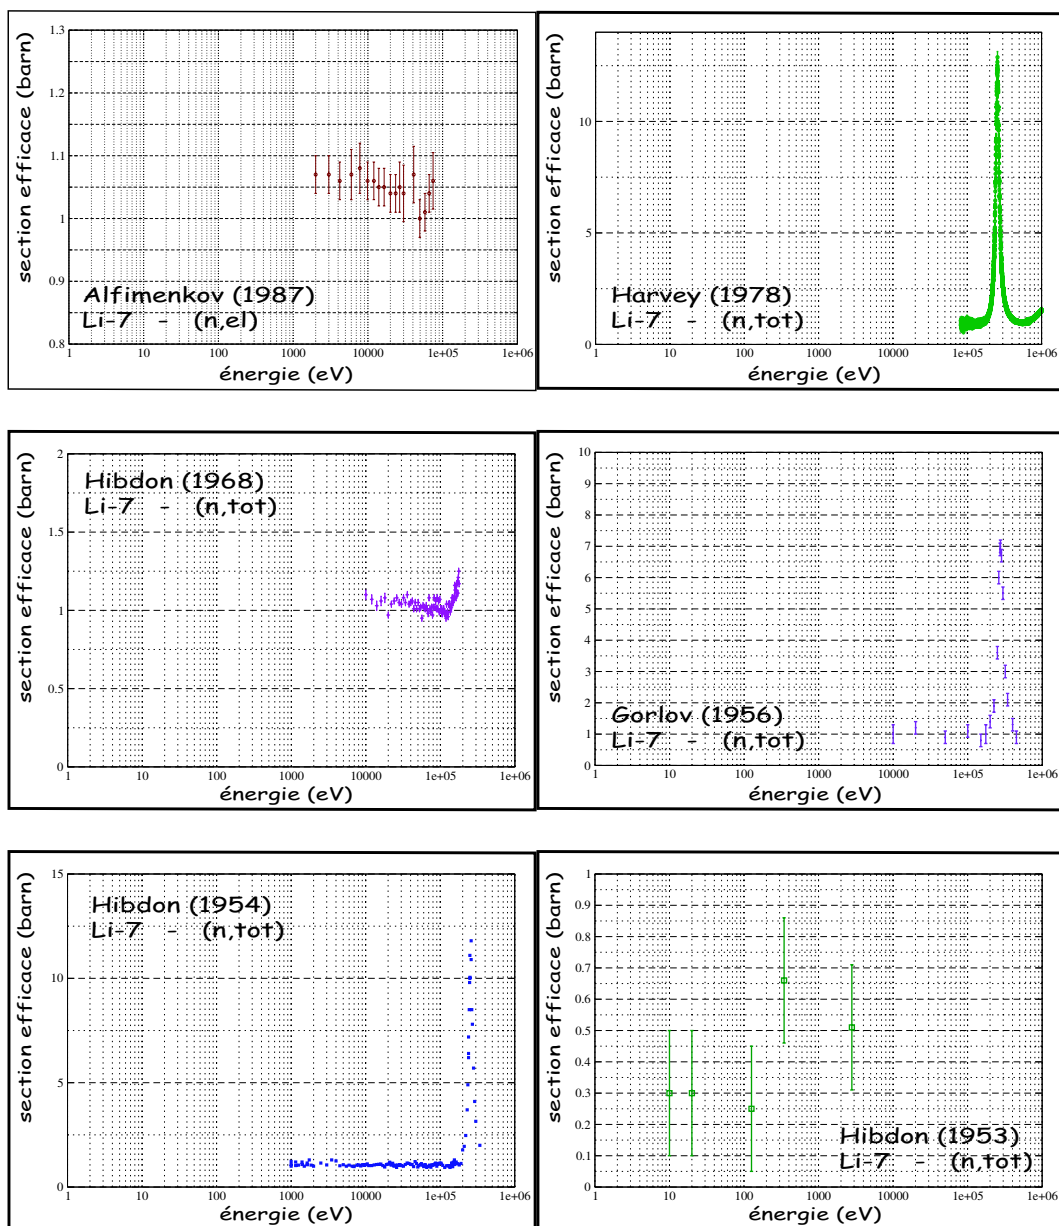 section efficace (barn)
1.3
1.2
1.1
1
0.9
0.8
Alfimenkov (1987)
Li-7 - (n,el)
1 10 100 1000 10000 1e+05 1e+06
énergie (eV)
section efficace (barn)
10
5
0
Harvey (1978)
Li-7 - (n,tot)
1 10 100 1000 10000 1e+05 1e+06
énergie (eV)
section efficace (barn)
2
1.5
1
0.5
0
Hibdon (1968)
Li-7 - (n,tot)
1 10 100 1000 10000 1e+05 1e+06
énergie (eV)
section efficace (barn)
10
9
8
7
6
5
4
3
2
1
0
Gorlov (1956)
Li-7 - (n,tot)
1 10 100 1000 10000 1e+05 1e+06
énergie (eV)
section efficace (barn)
15
10
5
0
Hibdon (1954)
Li-7 - (n,tot)
1 10 100 1000 10000 1e+05 1e+06
énergie (eV)
section efficace (barn)
1
0.9
0.8
0.7
0.6
0.5
0.4
0.3
0.2
0.1
0
Hibdon (1953)
Li-7 - (n,tot)
1 10 100 1000 10000 1e+05 1e+06
énergie (eV)